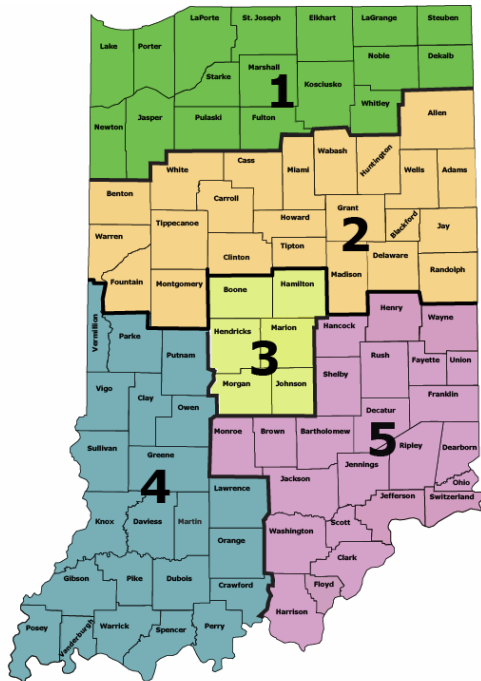 LaPorte
St. Joseph
Elkhart
LaGrange
Steuben
Lake
Porter
Noble
Dekalb
Marshall
Starke
Kosciusko
1
Whitley
Newton
Jasper
Pulaski
Fulton
Allen
Wabash
Huntington
White
Cass
Miami
Wells
Adams
Benton
Carroll
Grant
Tippecanoe
Howard
Blackford
Jay
Warren
2
Clinton
Tipton
Delaware
Madison
Randolph
Fountain
Montgomery
Boone
Hamilton
Henry
Wayne
Vermillion
Parke
Hendricks
Marion
Hancock
Putnam
Rush
Fayette
Union
3
Shelby
Vigo
Clay
Morgan
Johnson
Franklin
Owen
Decatur
Monroe
Brown
Bartholomew
5
Ripley
Dearborn
Sullivan
Greene
Jennings
4
Jackson
Ohio
Lawrence
Jefferson
Switzerland
Knox
Daviess
Martin
Washington
Scott
Orange
Clark
Gibson
Pike
Dubois
Crawford
Floyd
Harrison
Posey
Vanderburgh
Warrick
Spencer
Perry